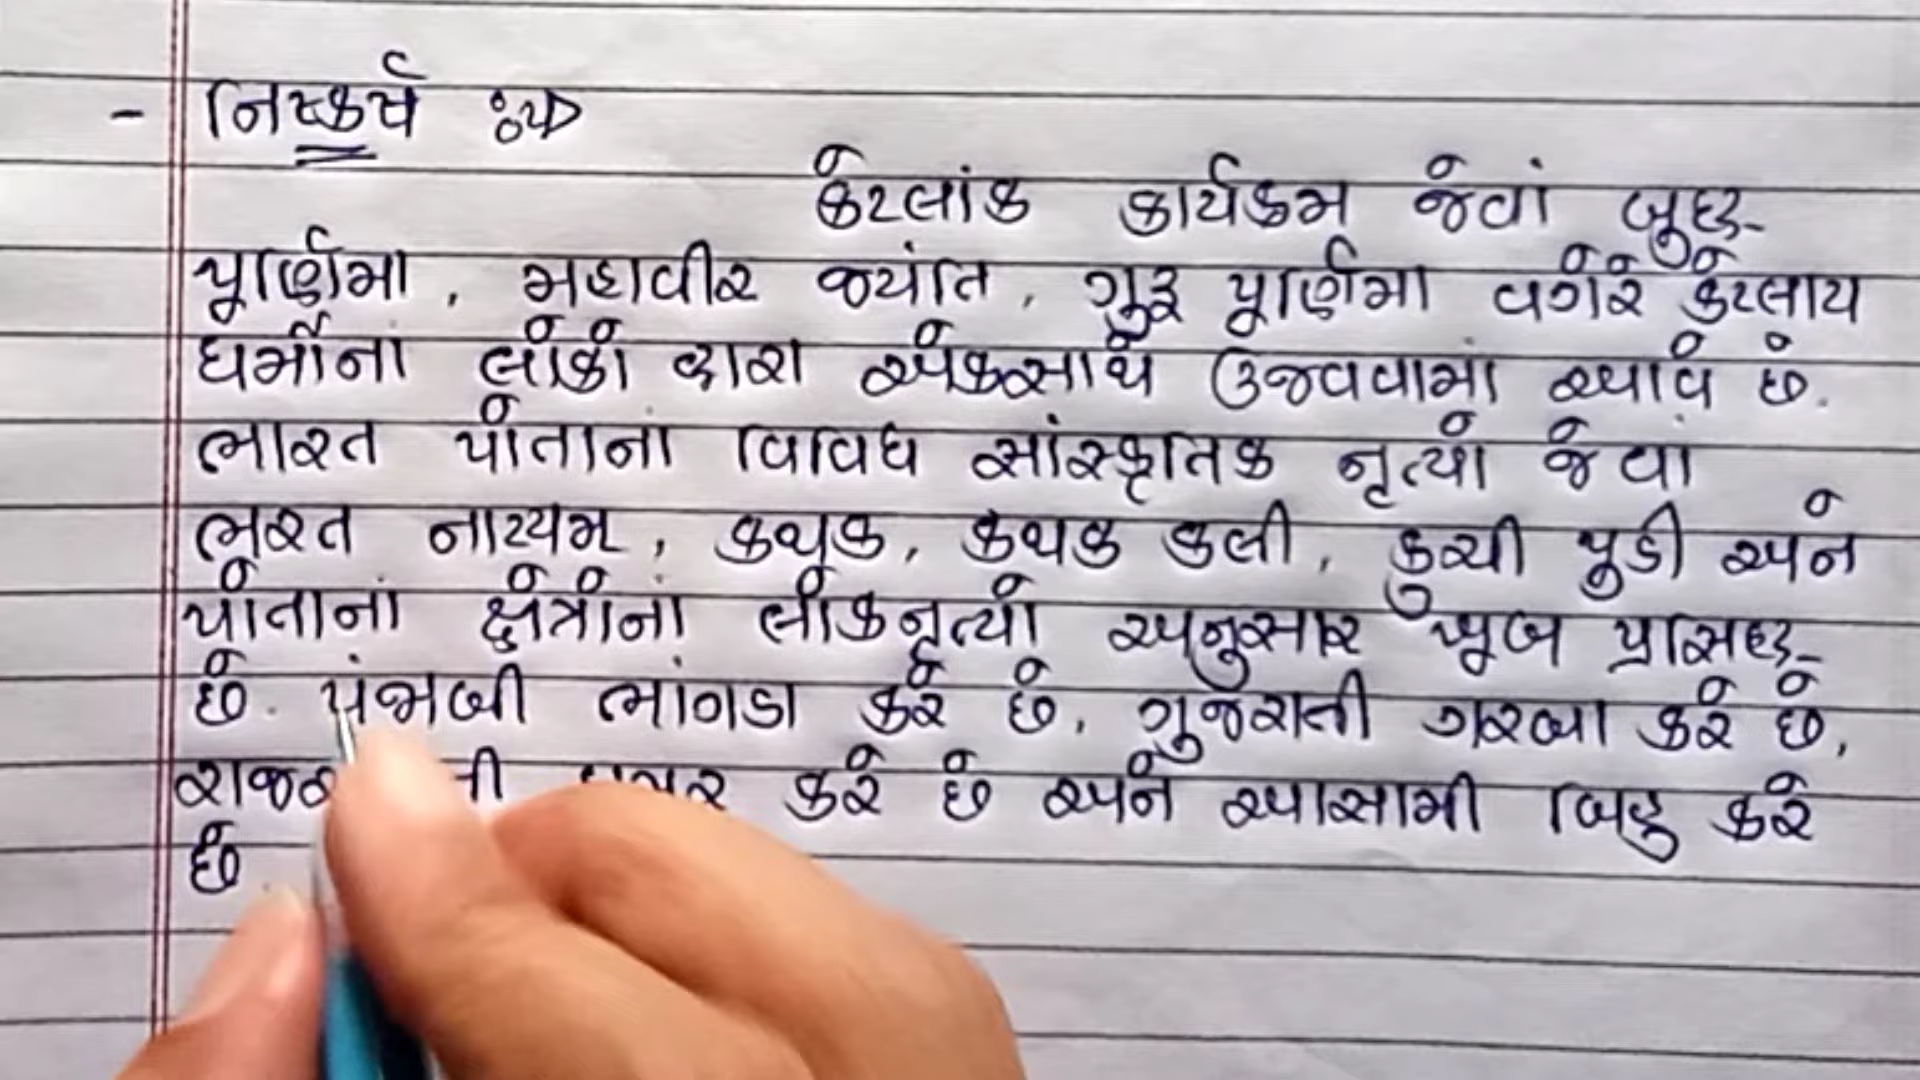 - નિષ્કર્ષ :=>
કેટલાંક કાર્યક્રમ જેવાં બુદ્ધ-
પૂર્ણિમા, મહાવીર જયંતિ, ગુરૂ પૂર્ણિમા વગેરે કેટલાય
ધર્મોનાં લોકો દ્વારા એકસાથે ઉજવવામાં આવે છે.
ભારત પોતાનાં વિવિધ સાંસ્કૃતિક નૃત્યો જેવાં
ભરત નાટ્યમ, કથક, કથક કલી, કુચી પુડી અને
પોતાનાં ક્ષેત્રોનાં લોકનૃત્યો અનુસાર ખૂબ પ્રસિદ્ધ
છે. પંજાબી ભાંગડા કરે છે, ગુજરાતી ગરબા કરે છે,
કરે છે અને આસામી બિહુ કરે
છે.